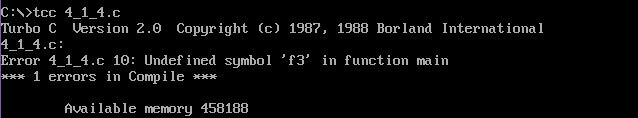 C:\>tcc 4_1_4.c
Turbo C  Version 2.0  Copyright (c) 1987, 1988 Borland International
4_1_4.c:
Error 4_1_4.c 10: Undefined symbol 'f3' in function main
*** 1 errors in Compile ***
Available memory 458188